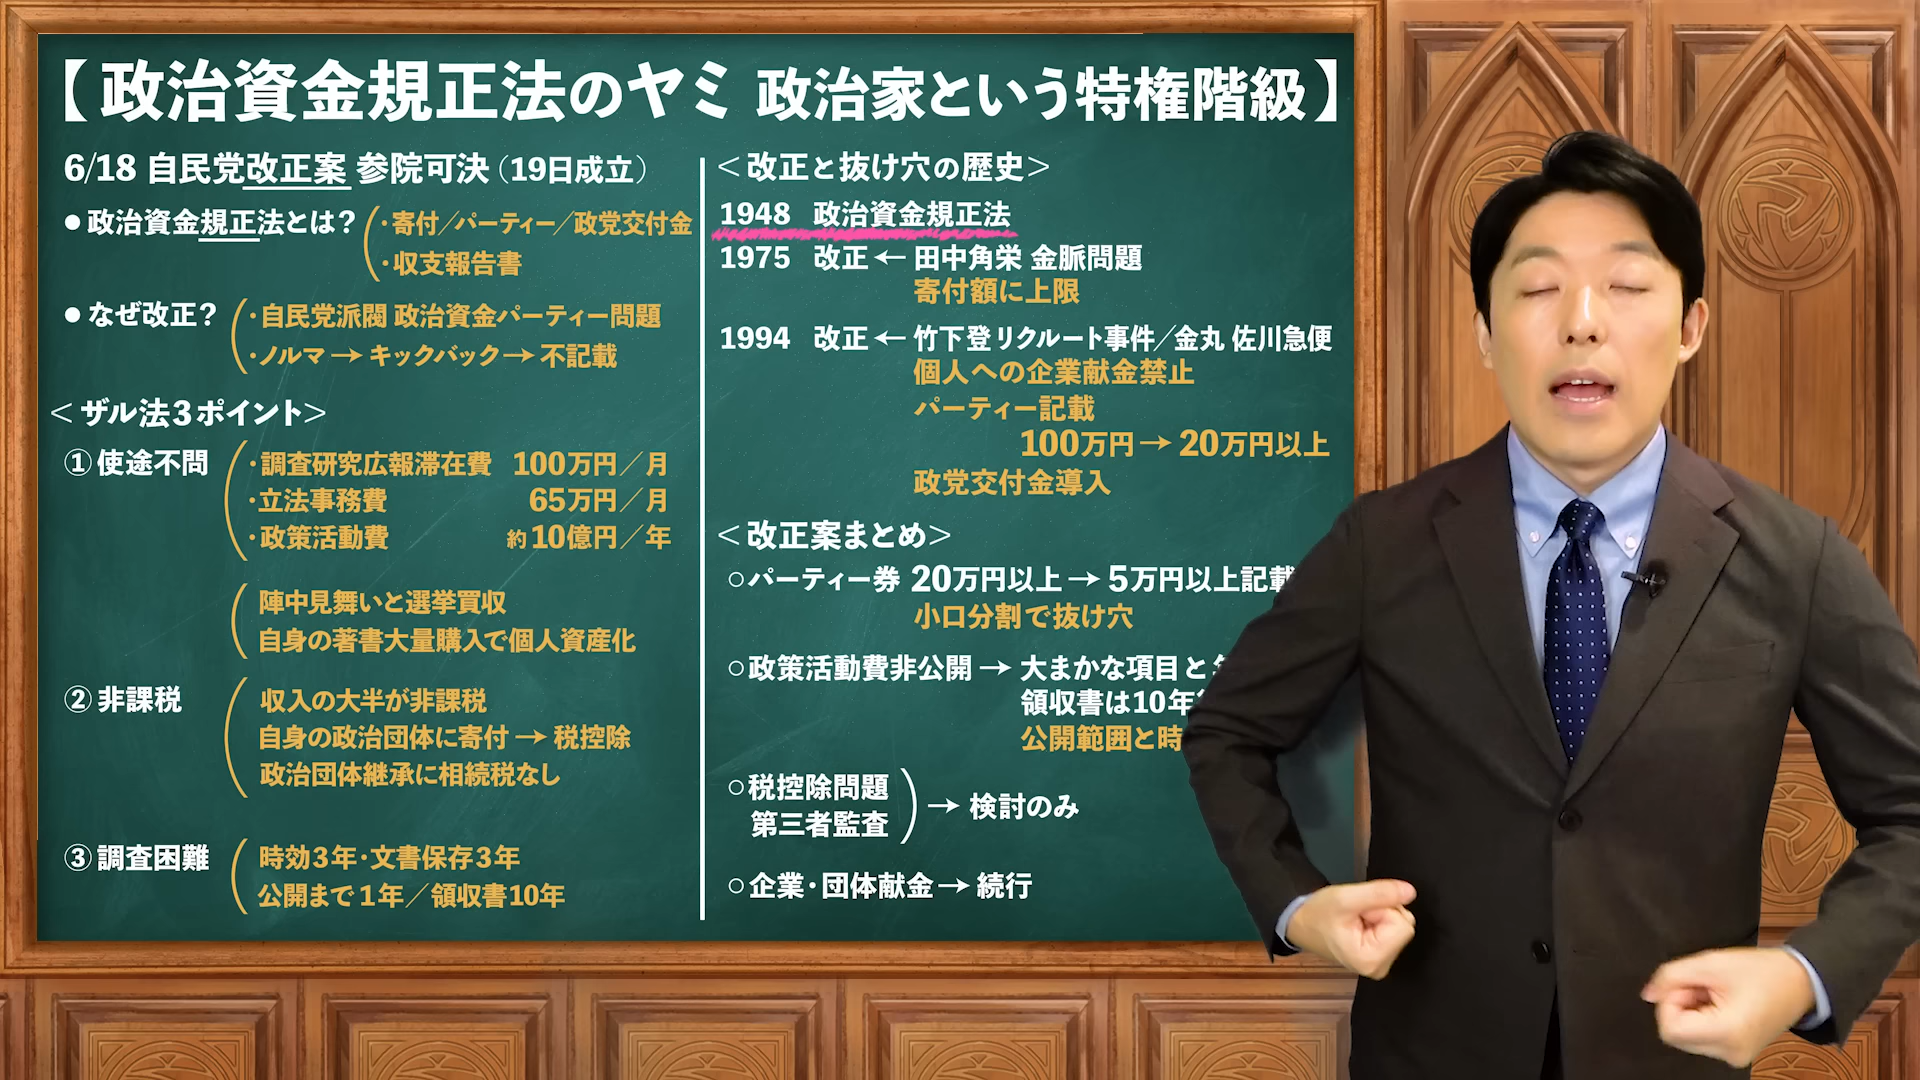 【政治資金規正法のヤミ 政治家という特権階級】
6/18 自民党改正案 参院可決（19日成立）
●政治資金規正法とは？
・寄付／パーティー／政党交付金
・収支報告書
●なぜ改正？
・自民党派閥 政治資金パーティー問題
・ノルマ→キックバック→不記載
＜ザル法3ポイント＞
①使途不問
・調査研究広報滞在費 100万円／月
・立法事務費 65万円／月
・政策活動費 約10億円／年
陣中見舞いと選挙買収
自身の著書大量購入で個人資産化
②非課税
収入の大半が非課税
自身の政治団体に寄付→税控除
政治団体継承に相続税なし
③調査困難
時効3年・文書保存3年
公開まで1年／領収書10年
＜改正と抜け穴の歴史＞
1948 政治資金規正法
1975 改正←田中角栄 金脈問題
寄付額に上限
1994 改正←竹下登リクルート事件／金丸 佐川急便
個人への企業献金禁止
パーティー記載
100万円→20万円以上
政党交付金導入
＜改正案まとめ＞
○パーティー券 20万円以上→5万円以上記載
小口分割で抜け穴
○政策活動費非公開→大まかな項目と
領収書は10年
公開範囲と時
○税控除問題
第三者監査
→検討のみ
○企業・団体献金→続行